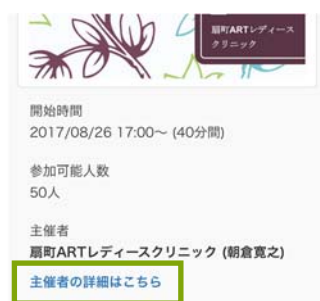 扇町ARTレディース
クリニック
開始時間
2017/08/26 17:00~ (40分間)
参加可能人数
50人
主催者
扇町ARTレディースクリニック (朝倉寛之)
主催者の詳細はこちら